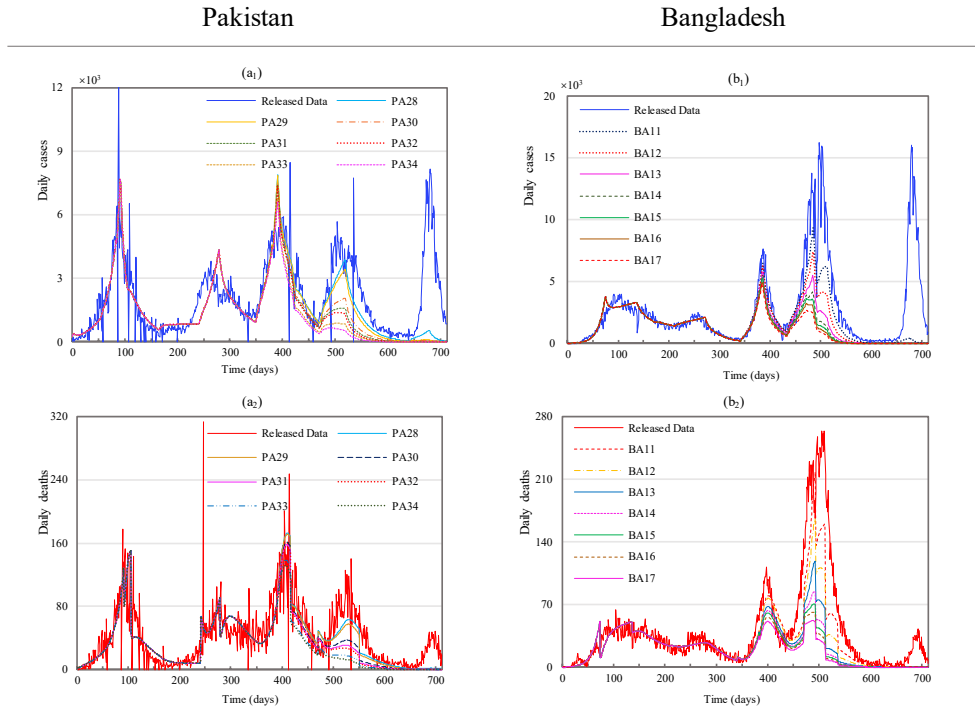 Pakistan Bangladesh
(a₁)
×10³
12
9
6
3
0
Daily cases
Released Data PA28
PA29 PA30
PA31 PA32
PA33 PA34
0 100 200 300 400 500 600 700
Time (days)
(b₁)
×10³
20
15
10
5
0
Daily cases
Released Data
BA11
BA12
BA13
BA14
BA15
BA16
BA17
0 100 200 300 400 500 600 700
Time (days)
(a₂)
320
240
160
80
0
Daily deaths
Released Data PA28
PA29 PA30
PA31 PA32
PA33 PA34
0 100 200 300 400 500 600 700
Time (days)
(b₂)
280
210
140
70
0
Daily deaths
Released Data
BA11
BA12
BA13
BA14
BA15
BA16
BA17
0 100 200 300 400 500 600 700
Time (days)